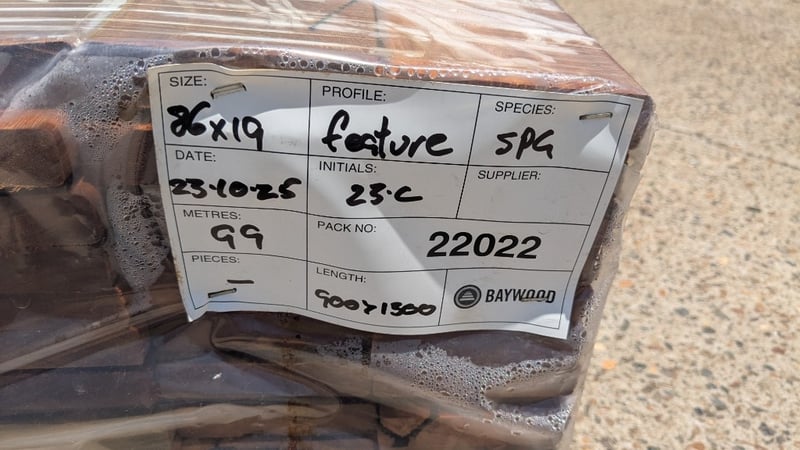 SIZE:
86x19
PROFILE:
feature
SPECIES:
SPG
DATE:
23-10-25
INITIALS:
23.C
SUPPLIER:
METRES:
99
PACK NO:
22022
PIECES:
-
LENGTH:
900>1500
BAYWOOD